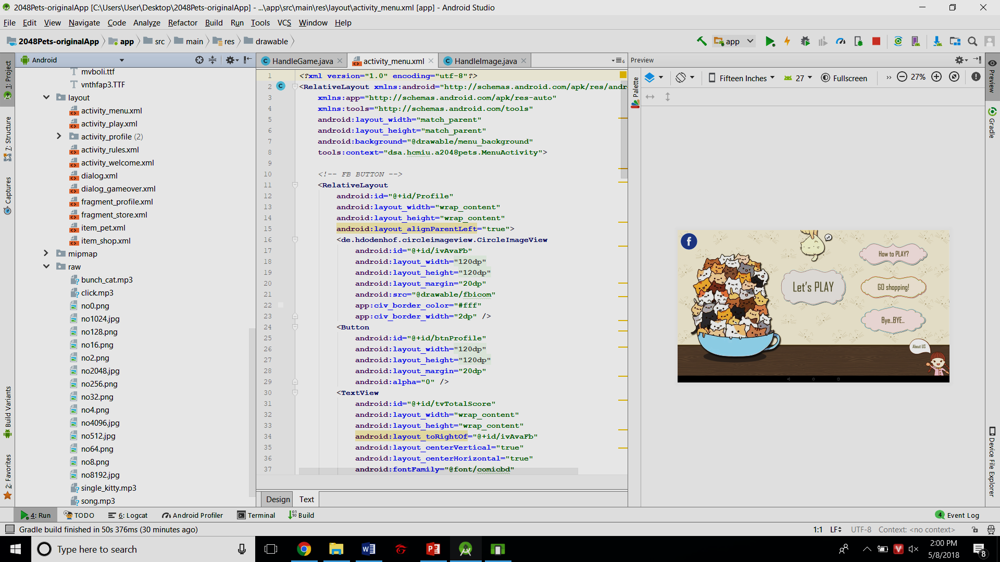 2048Pets-originalApp [C:\Users\User\Desktop\2048Pets-originalApp] - ...\app\src\main\res\layout\activity_menu.xml [app] - Android Studio
File Edit View Navigate Code Analyze Refactor Build Run Tools VCS Window Help
2048Pets-originalApp app src main res drawable
app
Android
HandleGame.java activity_menu.xml HandleImage.java
Preview
1: Project
7: Structure
Captures
Build Variants
2: Favorites
mvboli.ttf
vnthfap3.TTF
layout
activity_menu.xml
activity_play.xml
activity_profile (2)
activity_rules.xml
activity_welcome.xml
dialog.xml
dialog_gameover.xml
fragment_profile.xml
fragment_store.xml
item_pet.xml
item_shop.xml
mipmap
raw
bunch_cat.mp3
click.mp3
no0.png
no1024.jpg
no128.png
no16.png
no2.png
no2048.jpg
no256.png
no32.png
no4.png
no4096.jpg
no512.jpg
no64.png
no8.png
no8192.jpg
single_kitty.mp3
song.mp3
1 <?xml version="1.0" encoding="utf-8"?>
2 <RelativeLayout xmlns:android="http://schemas.android.com/apk/res/andr
3 xmlns:app="http://schemas.android.com/apk/res-auto"
4 xmlns:tools="http://schemas.android.com/tools"
5 android:layout_width="match_parent"
6 android:layout_height="match_parent"
7 android:background="@drawable/menu_background"
8 tools:context="dsa.hcmiu.a2048pets.MenuActivity">
9
10 <!-- FB BUTTON -->
11 <RelativeLayout
12 android:id="@+id/Profile"
13 android:layout_width="wrap_content"
14 android:layout_height="wrap_content"
15 android:layout_alignParentLeft="true">
16 <de.hdodenhof.circleimageview.CircleImageView
17 android:id="@+id/ivAvaFb"
18 android:layout_width="120dp"
19 android:layout_height="120dp"
20 android:layout_margin="20dp"
21 android:src="@drawable/fbicom"
22 app:civ_border_color="#fff"
23 app:civ_border_width="2dp" />
24 <Button
25 android:id="@+id/btnProfile"
26 android:layout_width="120dp"
27 android:layout_height="120dp"
28 android:layout_margin="20dp"
29 android:alpha="0" />
30 <TextView
31 android:id="@+id/tvTotalScore"
32 android:layout_width="wrap_content"
33 android:layout_height="wrap_content"
34 android:layout_toRightOf="@+id/ivAvaFb"
35 android:layout_centerVertical="true"
36 android:layout_centerHorizontal="true"
37 android:fontFamily="@font/comicbd"
Design Text
Palette
Fifteen Inches 27 Fullscreen 27%
f
How to PLAY?
Let's PLAY
GO shopping!
Bye..BYE..
About US
Preview
Gradle
Device File Explorer
4: Run TODO 6: Logcat Android Profiler Terminal Build 4 Event Log
Gradle build finished in 50s 376ms (30 minutes ago) 1:1 LF UTF-8 Context: <no context>
Type here to search
2:00 PM
5/8/2018
8